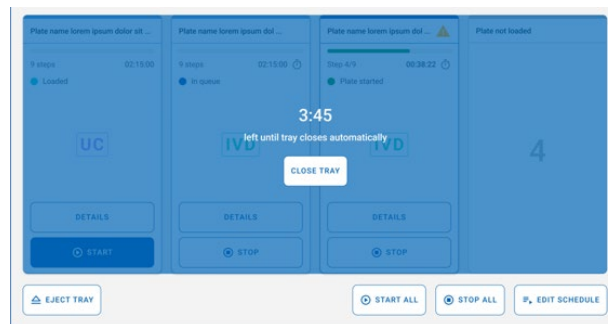 Plate name lorem ipsum dolor sit ...
Plate name lorem ipsum dol ...
Plate name lorem ipsum dol ...
Plate not loaded
9 steps 02:15:00
9 steps 02:15:00
Step 4/9 00:38:22
Loaded
In queue
Plate started
3:45
left until tray closes automatically
UC
IVD
IVD
4
CLOSE TRAY
DETAILS
DETAILS
DETAILS
START
STOP
STOP
EJECT TRAY
START ALL
STOP ALL
EDIT SCHEDULE